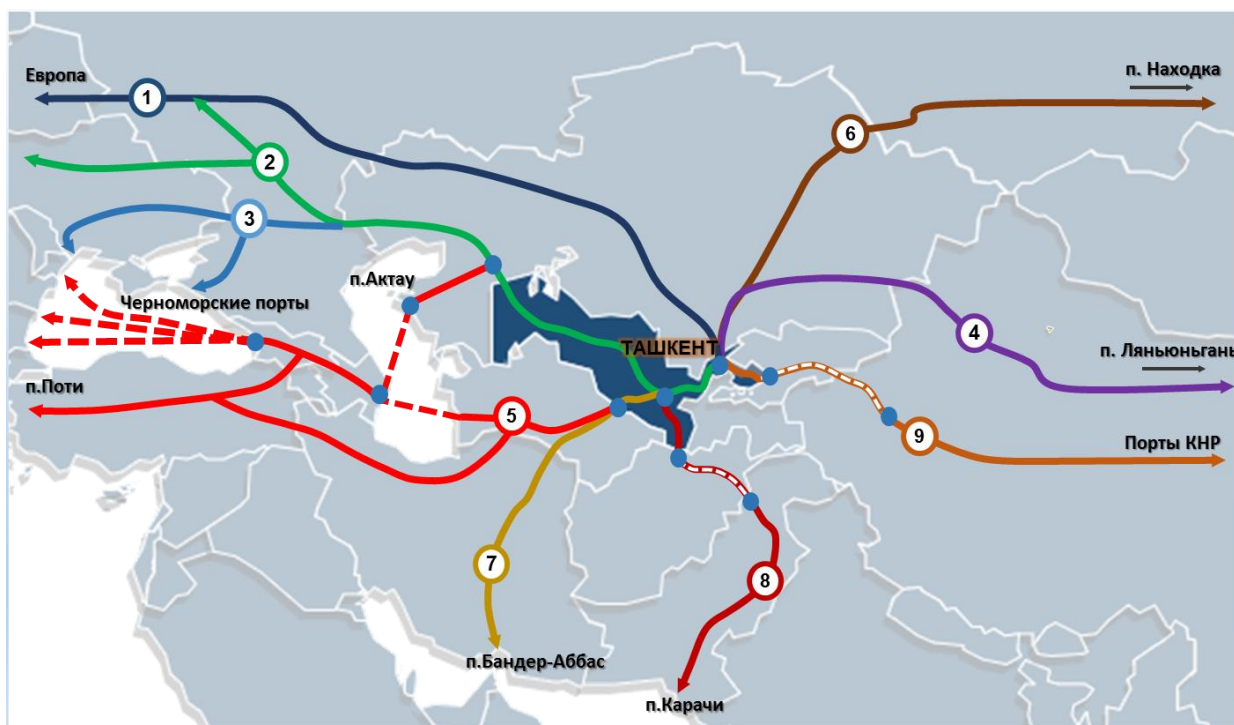 Европа
1
п. Находка
6
2
3
п.Актау
Черноморские порты
ТАШКЕНТ
4
п. Ляньюньгань
п.Поти
5
9
Порты КНР
7
8
п.Бандер-Аббас
п.Карачи